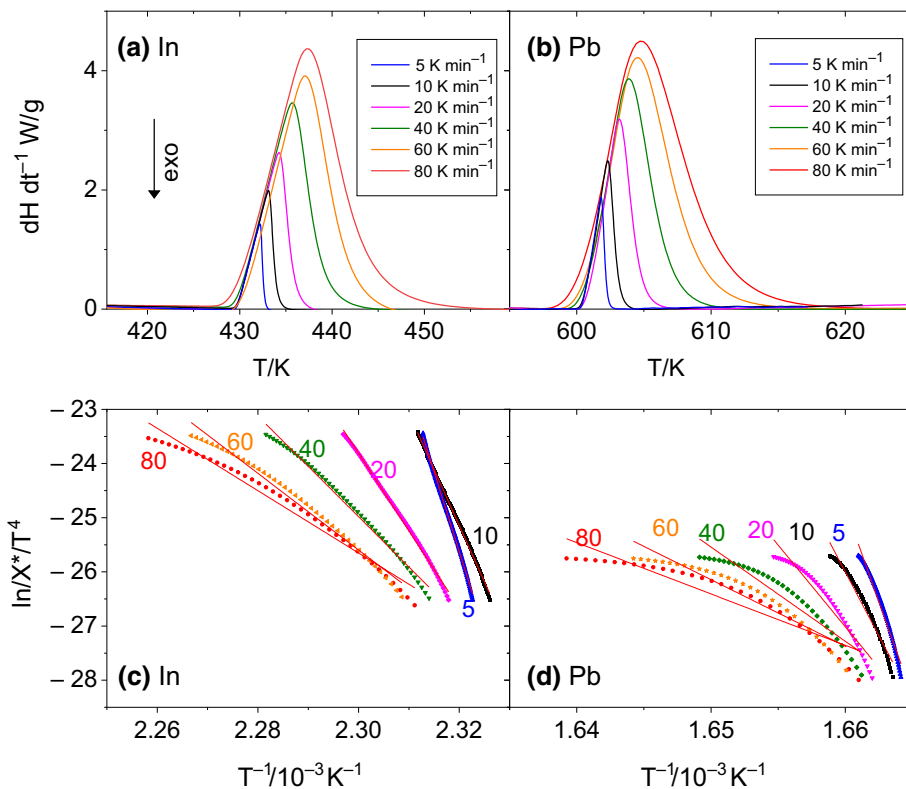 (a) In
5 K min⁻¹
10 K min⁻¹
20 K min⁻¹
40 K min⁻¹
60 K min⁻¹
80 K min⁻¹
exo
dH dt⁻¹ W/g
4
2
0
420 430 440 450
T/K
(b) Pb
5 K min⁻¹
10 K min⁻¹
20 K min⁻¹
40 K min⁻¹
60 K min⁻¹
80 K min⁻¹
600 610 620
T/K
ln/X*/T⁴
– 23
– 24
– 25
– 26
– 27
– 28
80
60
40
20
10
5
(c) In
2.26 2.28 2.30 2.32
T⁻¹/10⁻³ K⁻¹
80
60
40
20
10
5
(d) Pb
1.64 1.655 1.66
T⁻¹/10⁻³ K⁻¹